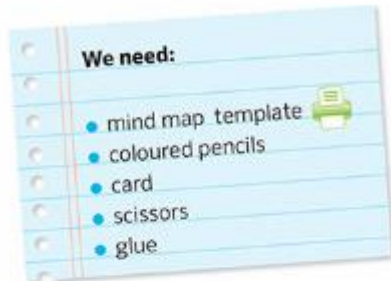 We need:
• mind map template
• coloured pencils
• card
• scissors
• glue